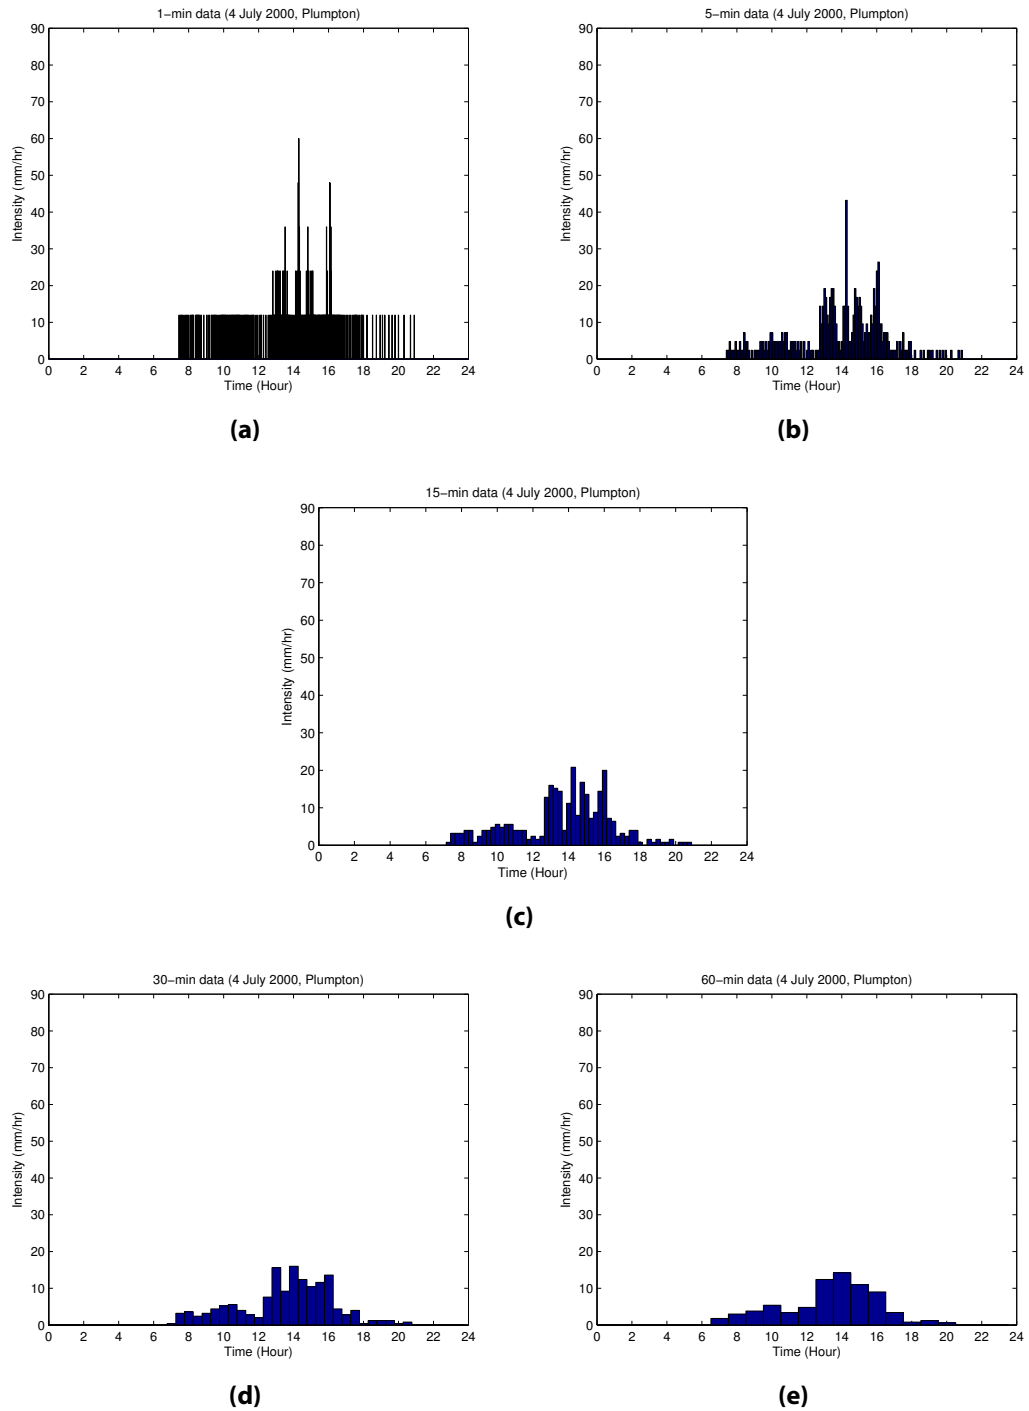 1−min data (4 July 2000, Plumpton)
90
80
70
60
50
40
30
20
10
0
Intensity (mm/hr)
0 2 4 6 8 10 12 14 16 18 20 22 24
Time (Hour)
(a)
5−min data (4 July 2000, Plumpton)
90
80
70
60
50
40
30
20
10
0
Intensity (mm/hr)
0 2 4 6 8 10 12 14 16 18 20 22 24
Time (Hour)
(b)
15−min data (4 July 2000, Plumpton)
90
80
70
60
50
40
30
20
10
0
Intensity (mm/hr)
0 2 4 6 8 10 12 14 16 18 20 22 24
Time (Hour)
(c)
30−min data (4 July 2000, Plumpton)
90
80
70
60
50
40
30
20
10
0
Intensity (mm/hr)
0 2 4 6 8 10 12 14 16 18 20 22 24
Time (Hour)
(d)
60−min data (4 July 2000, Plumpton)
90
80
70
60
50
40
30
20
10
0
Intensity (mm/hr)
0 2 4 6 8 10 12 14 16 18 20 22 24
Time (Hour)
(e)